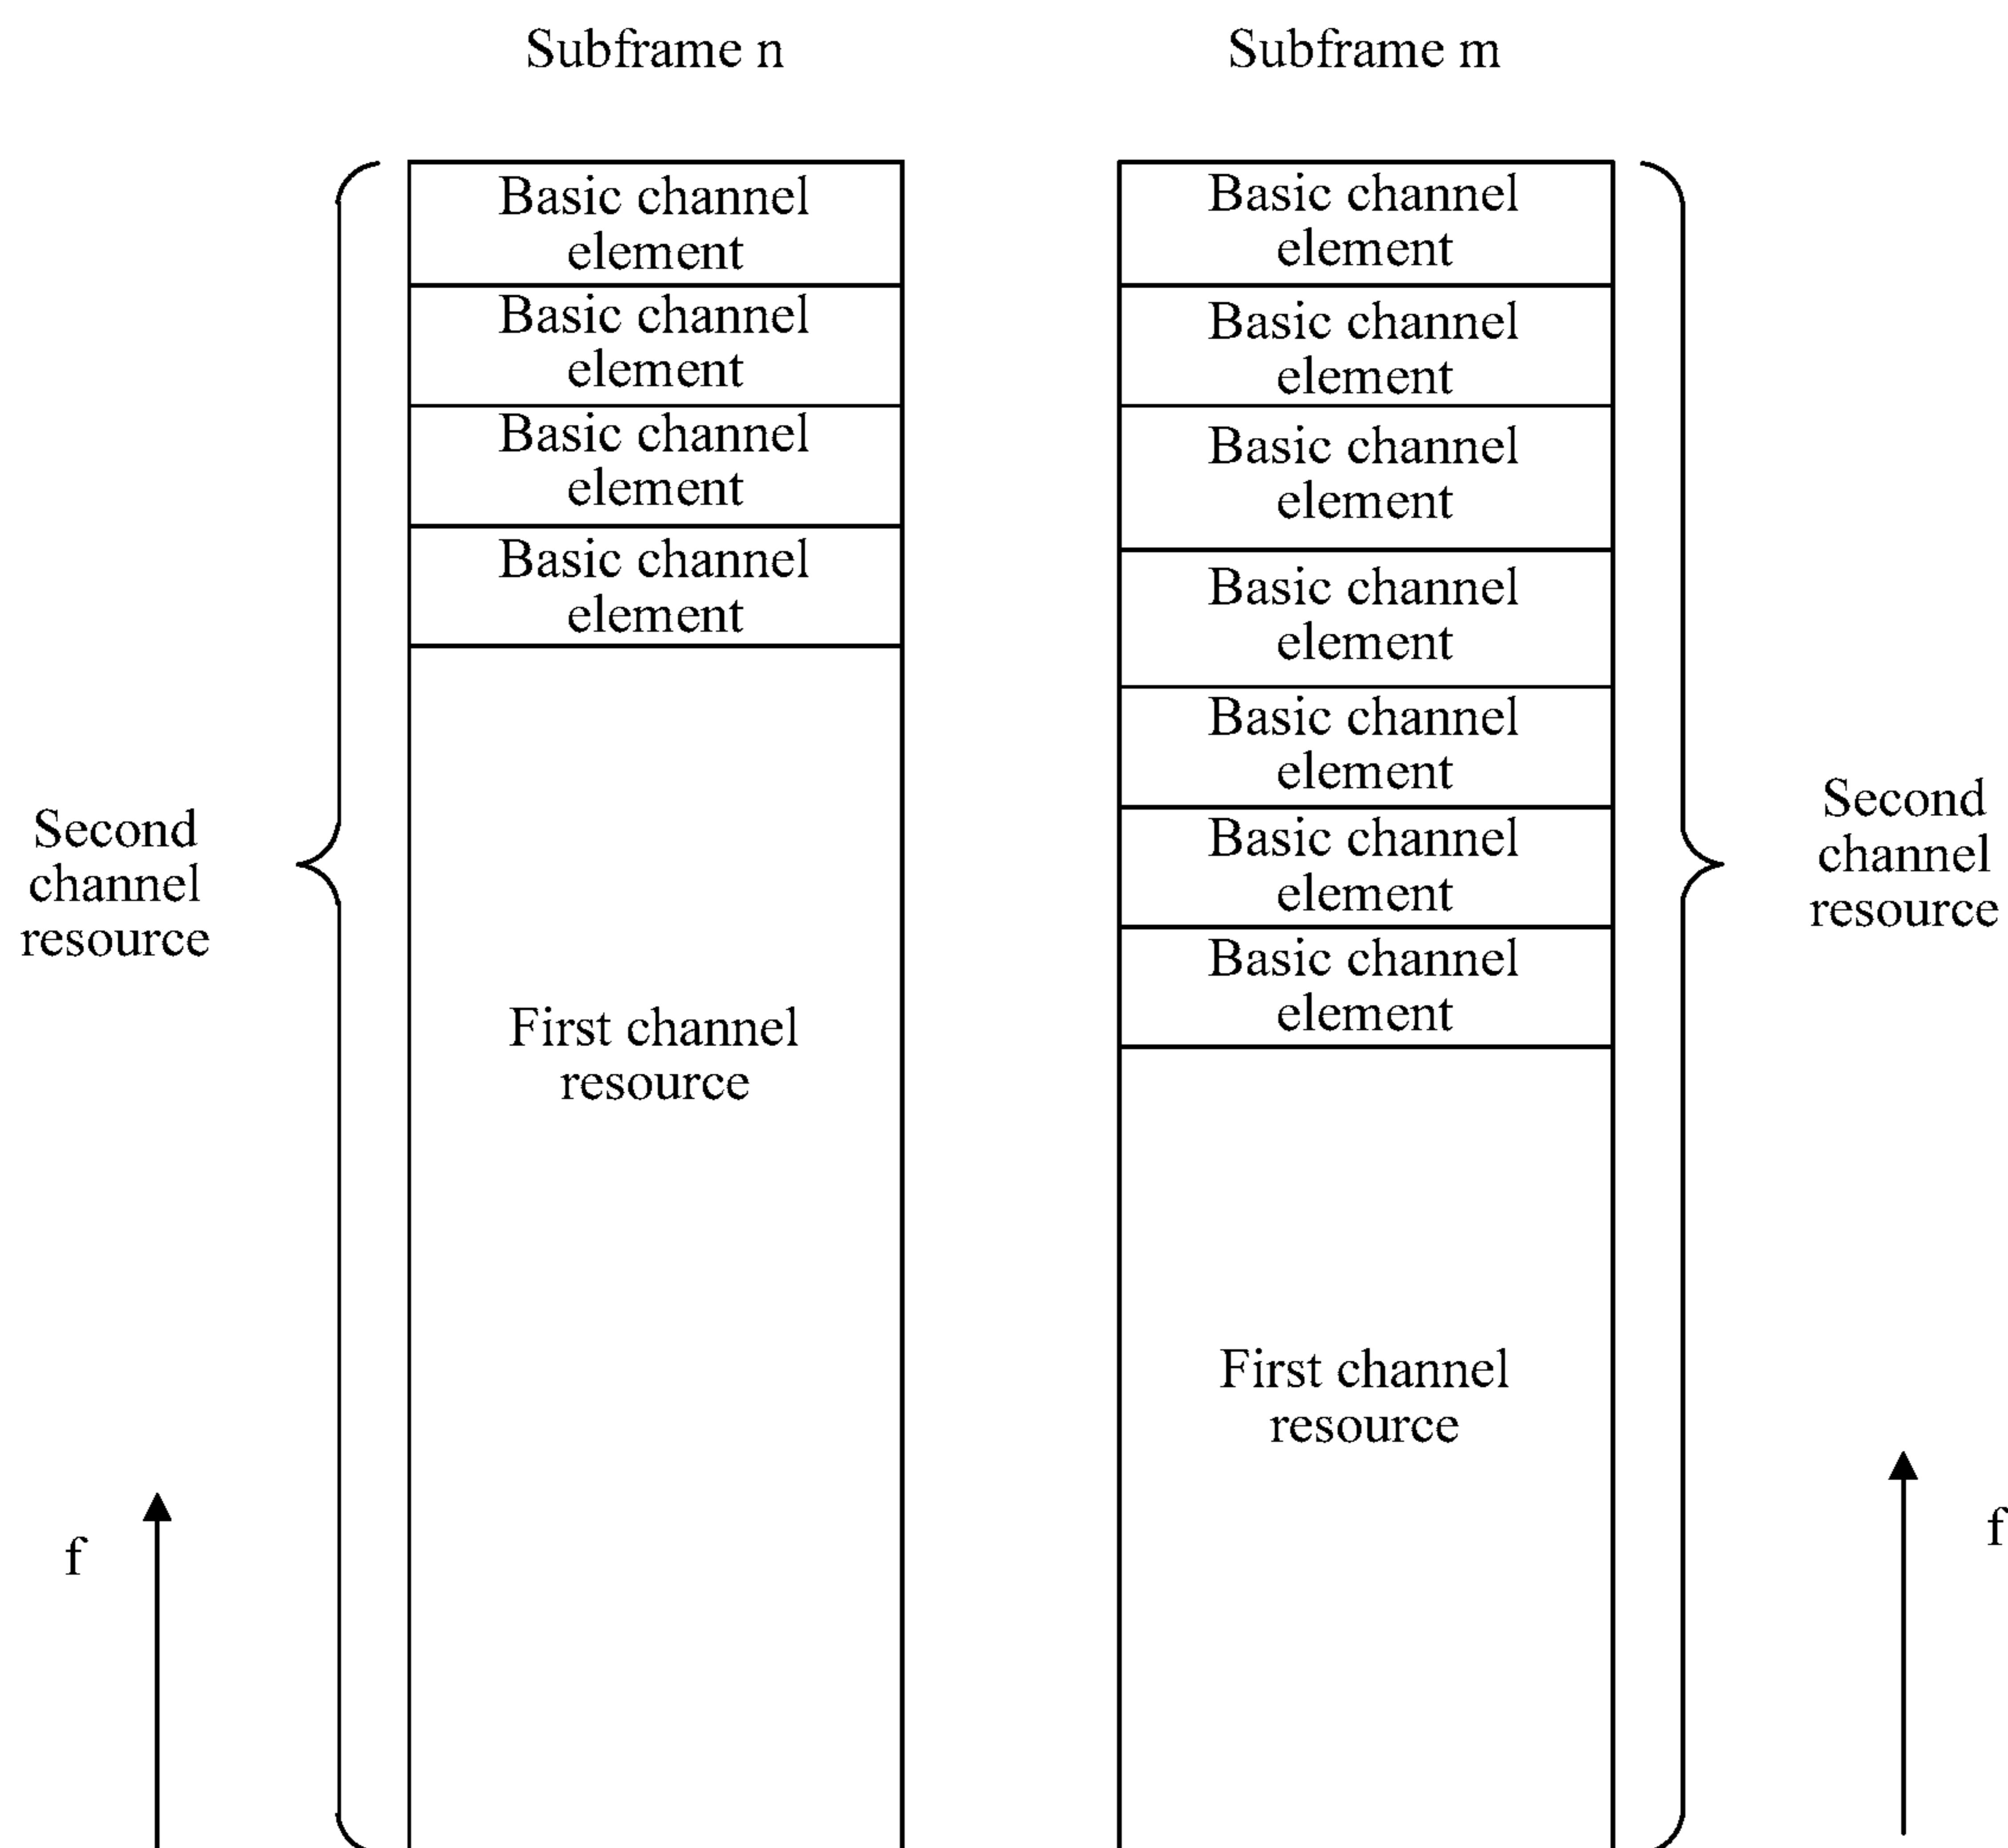 Subframe n
Subframe m
Basic channel
element
Basic channel
element
Basic channel
element
Basic channel
element
First channel
resource
Second
channel
resource
f
Basic channel
element
Basic channel
element
Basic channel
element
Basic channel
element
Basic channel
element
Basic channel
element
Basic channel
element
First channel
resource
Second
channel
resource
f